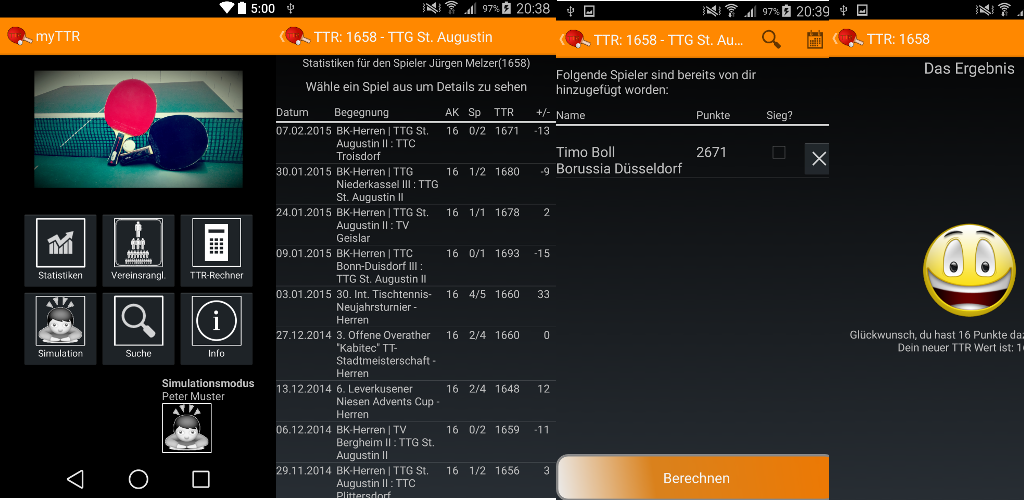 5:00
myTTR
Statistiken
Vereinsrangl.
TTR-Rechner
Simulation
Suche
Info
Simulationsmodus
Peter Muster
97% 20:38
TTR: 1658 - TTG St. Augustin
Statistiken für den Spieler Jürgen Melzer(1658)
Wähle ein Spiel aus um Details zu sehen
Datum Begegnung AK Sp TTR +/-
07.02.2015 BK-Herren | TTG St. 16 0/2 1671 -13
Augustin II : TTC
Troisdorf
30.01.2015 BK-Herren | TTG 16 1/2 1680 -9
Niederkassel III : TTG
St. Augustin II
24.01.2015 BK-Herren | TTG St. 16 1/1 1678 2
Augustin II : TV
Geislar
09.01.2015 BK-Herren | TTC 16 0/1 1693 -15
Bonn-Duisdorf III :
TTG St. Augustin II
03.01.2015 30. Int. Tischtennis- 16 4/5 1660 33
Neujahrsturnier -
Herren
27.12.2014 3. Offene Overather 16 2/4 1660 0
"Kabitec" TT-
Stadtmeisterschaft -
Herren
13.12.2014 6. Leverkusener 16 2/4 1648 12
Niesen Advents Cup -
Herren
06.12.2014 BK-Herren | TV 16 0/2 1659 -11
Bergheim II : TTG St.
Augustin II
29.11.2014 BK-Herren | TTG St. 16 1/2 1656 3
Augustin II : TTC
Plittersdorf
97% 20:39
TTR: 1658 - TTG St. Au...
Folgende Spieler sind bereits von dir
hinzugefügt worden:
Name Punkte Sieg?
Timo Boll 2671
Borussia Düsseldorf
Berechnen
TTR: 1658
Das Ergebnis
Glückwunsch, du hast 16 Punkte
Dein neuer TTR Wert ist: